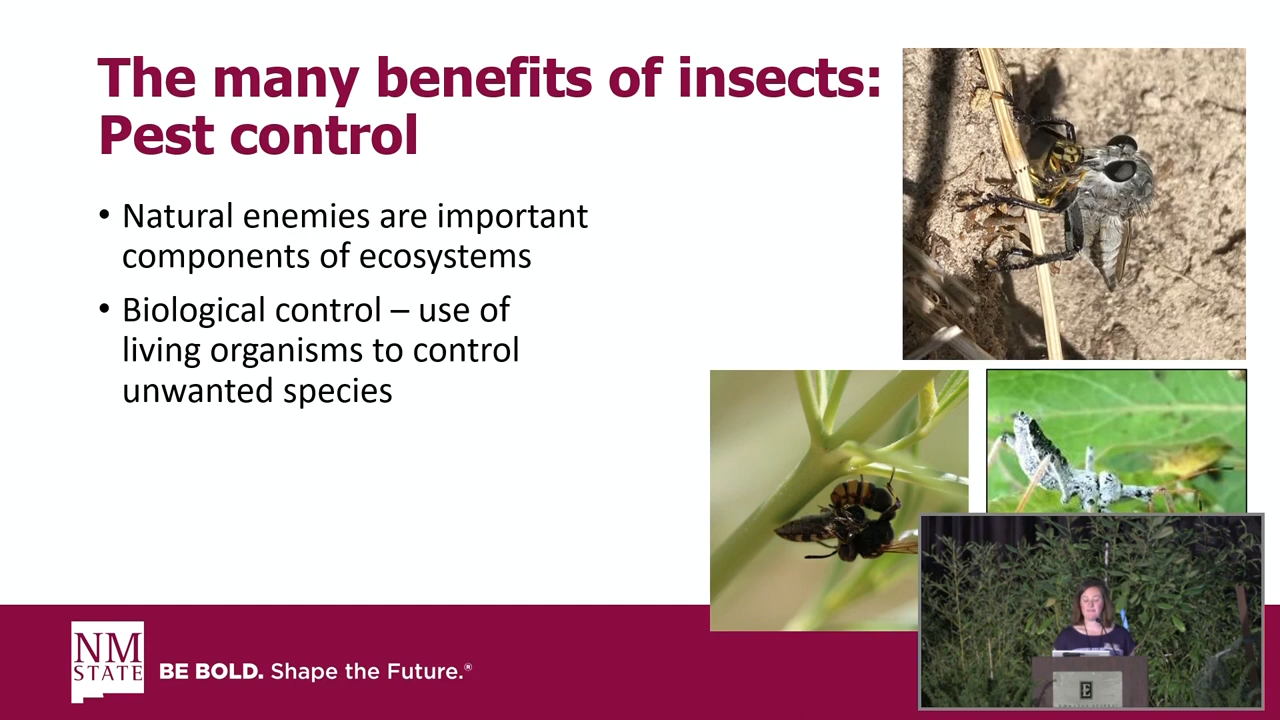 The many benefits of insects:
Pest control
• Natural enemies are important
components of ecosystems
• Biological control – use of
living organisms to control
unwanted species
NM
STATE
BE BOLD. Shape the Future.®
E